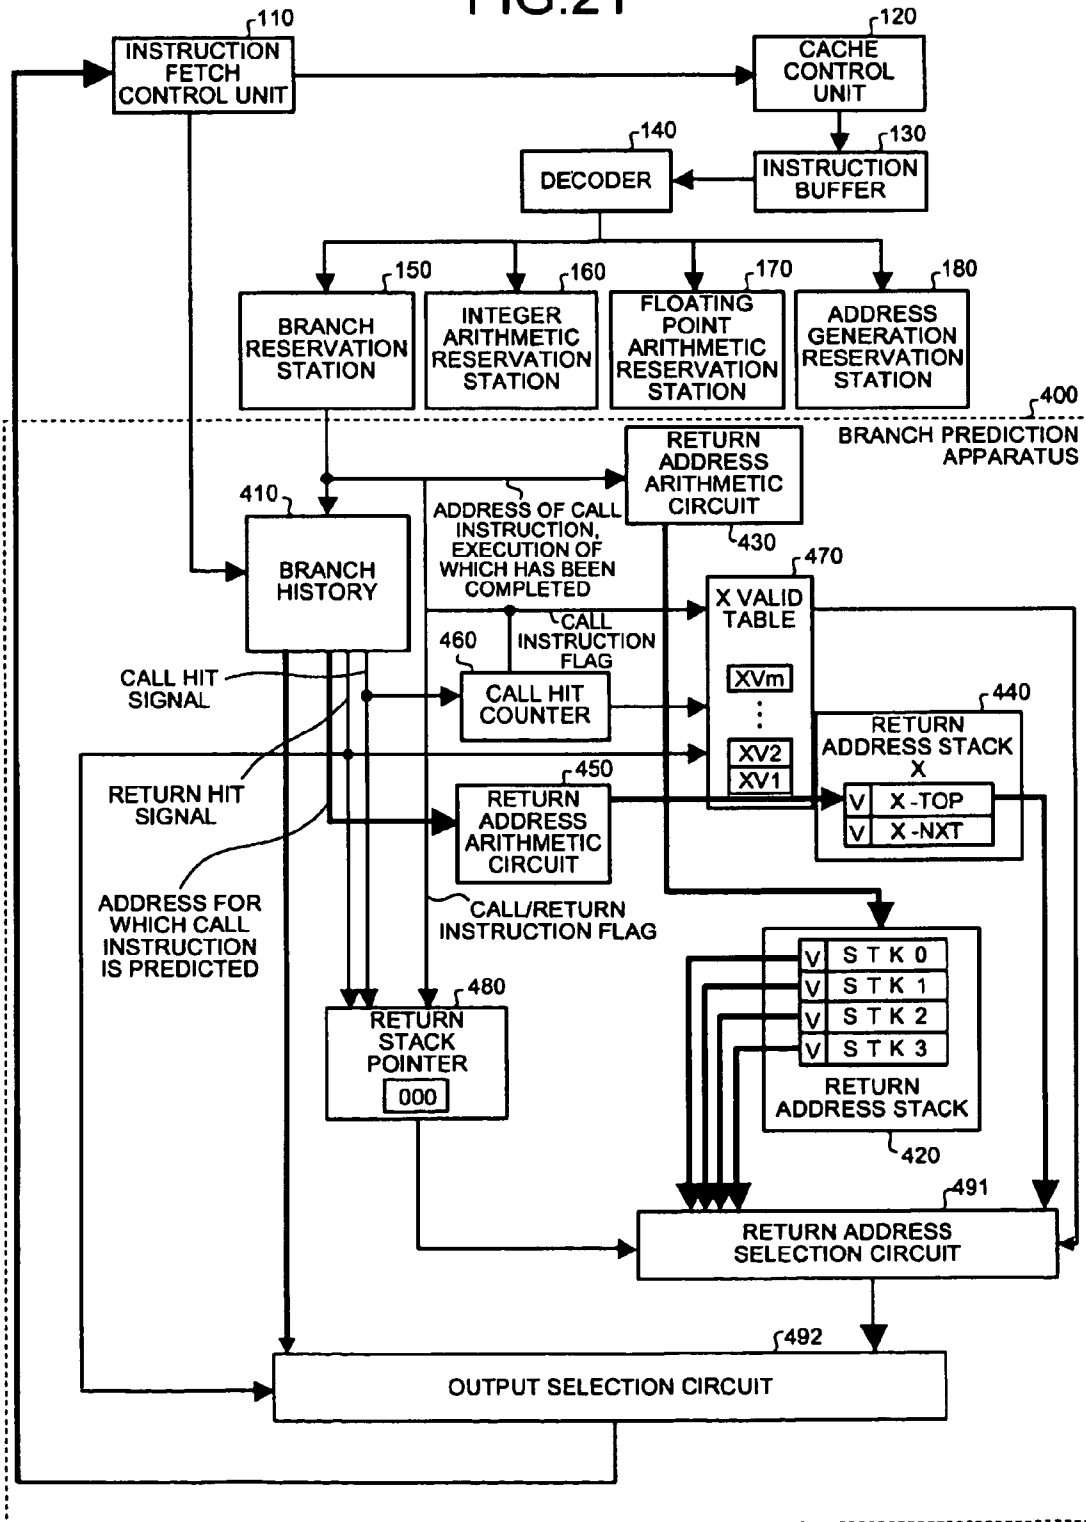 FIG.21
110
INSTRUCTION
FETCH
CONTROL UNIT
120
CACHE
CONTROL
UNIT
130
INSTRUCTION
BUFFER
140
DECODER
150
BRANCH
RESERVATION
STATION
160
INTEGER
ARITHMETIC
RESERVATION
STATION
170
FLOATING
POINT
ARITHMETIC
RESERVATION
STATION
180
ADDRESS
GENERATION
RESERVATION
STATION
400
BRANCH PREDICTION
APPARATUS
RETURN
ADDRESS
ARITHMETIC
CIRCUIT
430
410
BRANCH
HISTORY
ADDRESS OF CALL
INSTRUCTION,
EXECUTION OF
WHICH HAS BEEN
COMPLETED
470
X VALID
TABLE
XVm
XV2
XV1
CALL
INSTRUCTION
FLAG
460
CALL HIT
COUNTER
CALL HIT
SIGNAL
440
RETURN
ADDRESS STACK
X
V X-TOP
V X-NXT
RETURN HIT
SIGNAL
450
RETURN
ADDRESS
ARITHMETIC
CIRCUIT
ADDRESS FOR
WHICH CALL
INSTRUCTION
IS PREDICTED
CALL/RETURN
INSTRUCTION FLAG
V STK0
V STK1
V STK2
V STK3
RETURN
ADDRESS STACK
420
480
RETURN
STACK
POINTER
000
491
RETURN ADDRESS
SELECTION CIRCUIT
492
OUTPUT SELECTION CIRCUIT